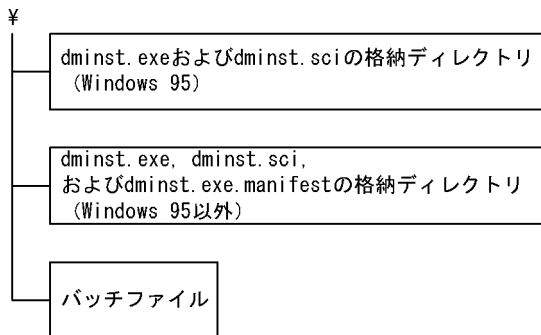 ¥
dminst.exeおよびdminst.sciの格納ディレクトリ
（Windows 95）
dminst.exe, dminst.sci,
およびdminst.exe.manifestの格納ディレクトリ
（Windows 95以外）
バッチファイル